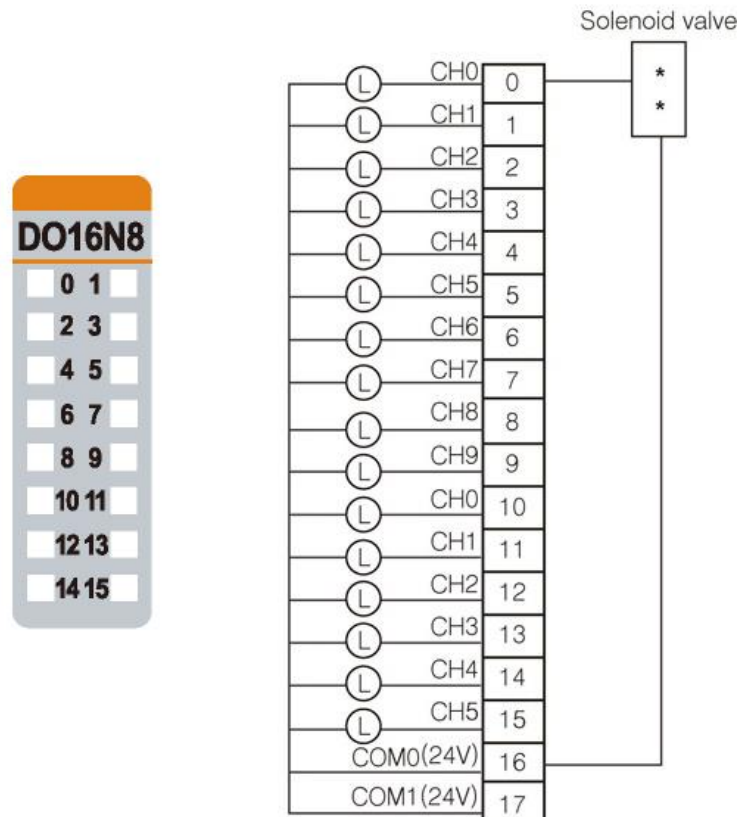 Solenoid valve
*
*
DO16N8
0 1
2 3
4 5
6 7
8 9
10 11
12 13
14 15
L CH0 0
L CH1 1
L CH2 2
L CH3 3
L CH4 4
L CH5 5
L CH6 6
L CH7 7
L CH8 8
L CH9 9
L CH0 10
L CH1 11
L CH2 12
L CH3 13
L CH4 14
L CH5 15
COM0(24V) 16
COM1(24V) 17